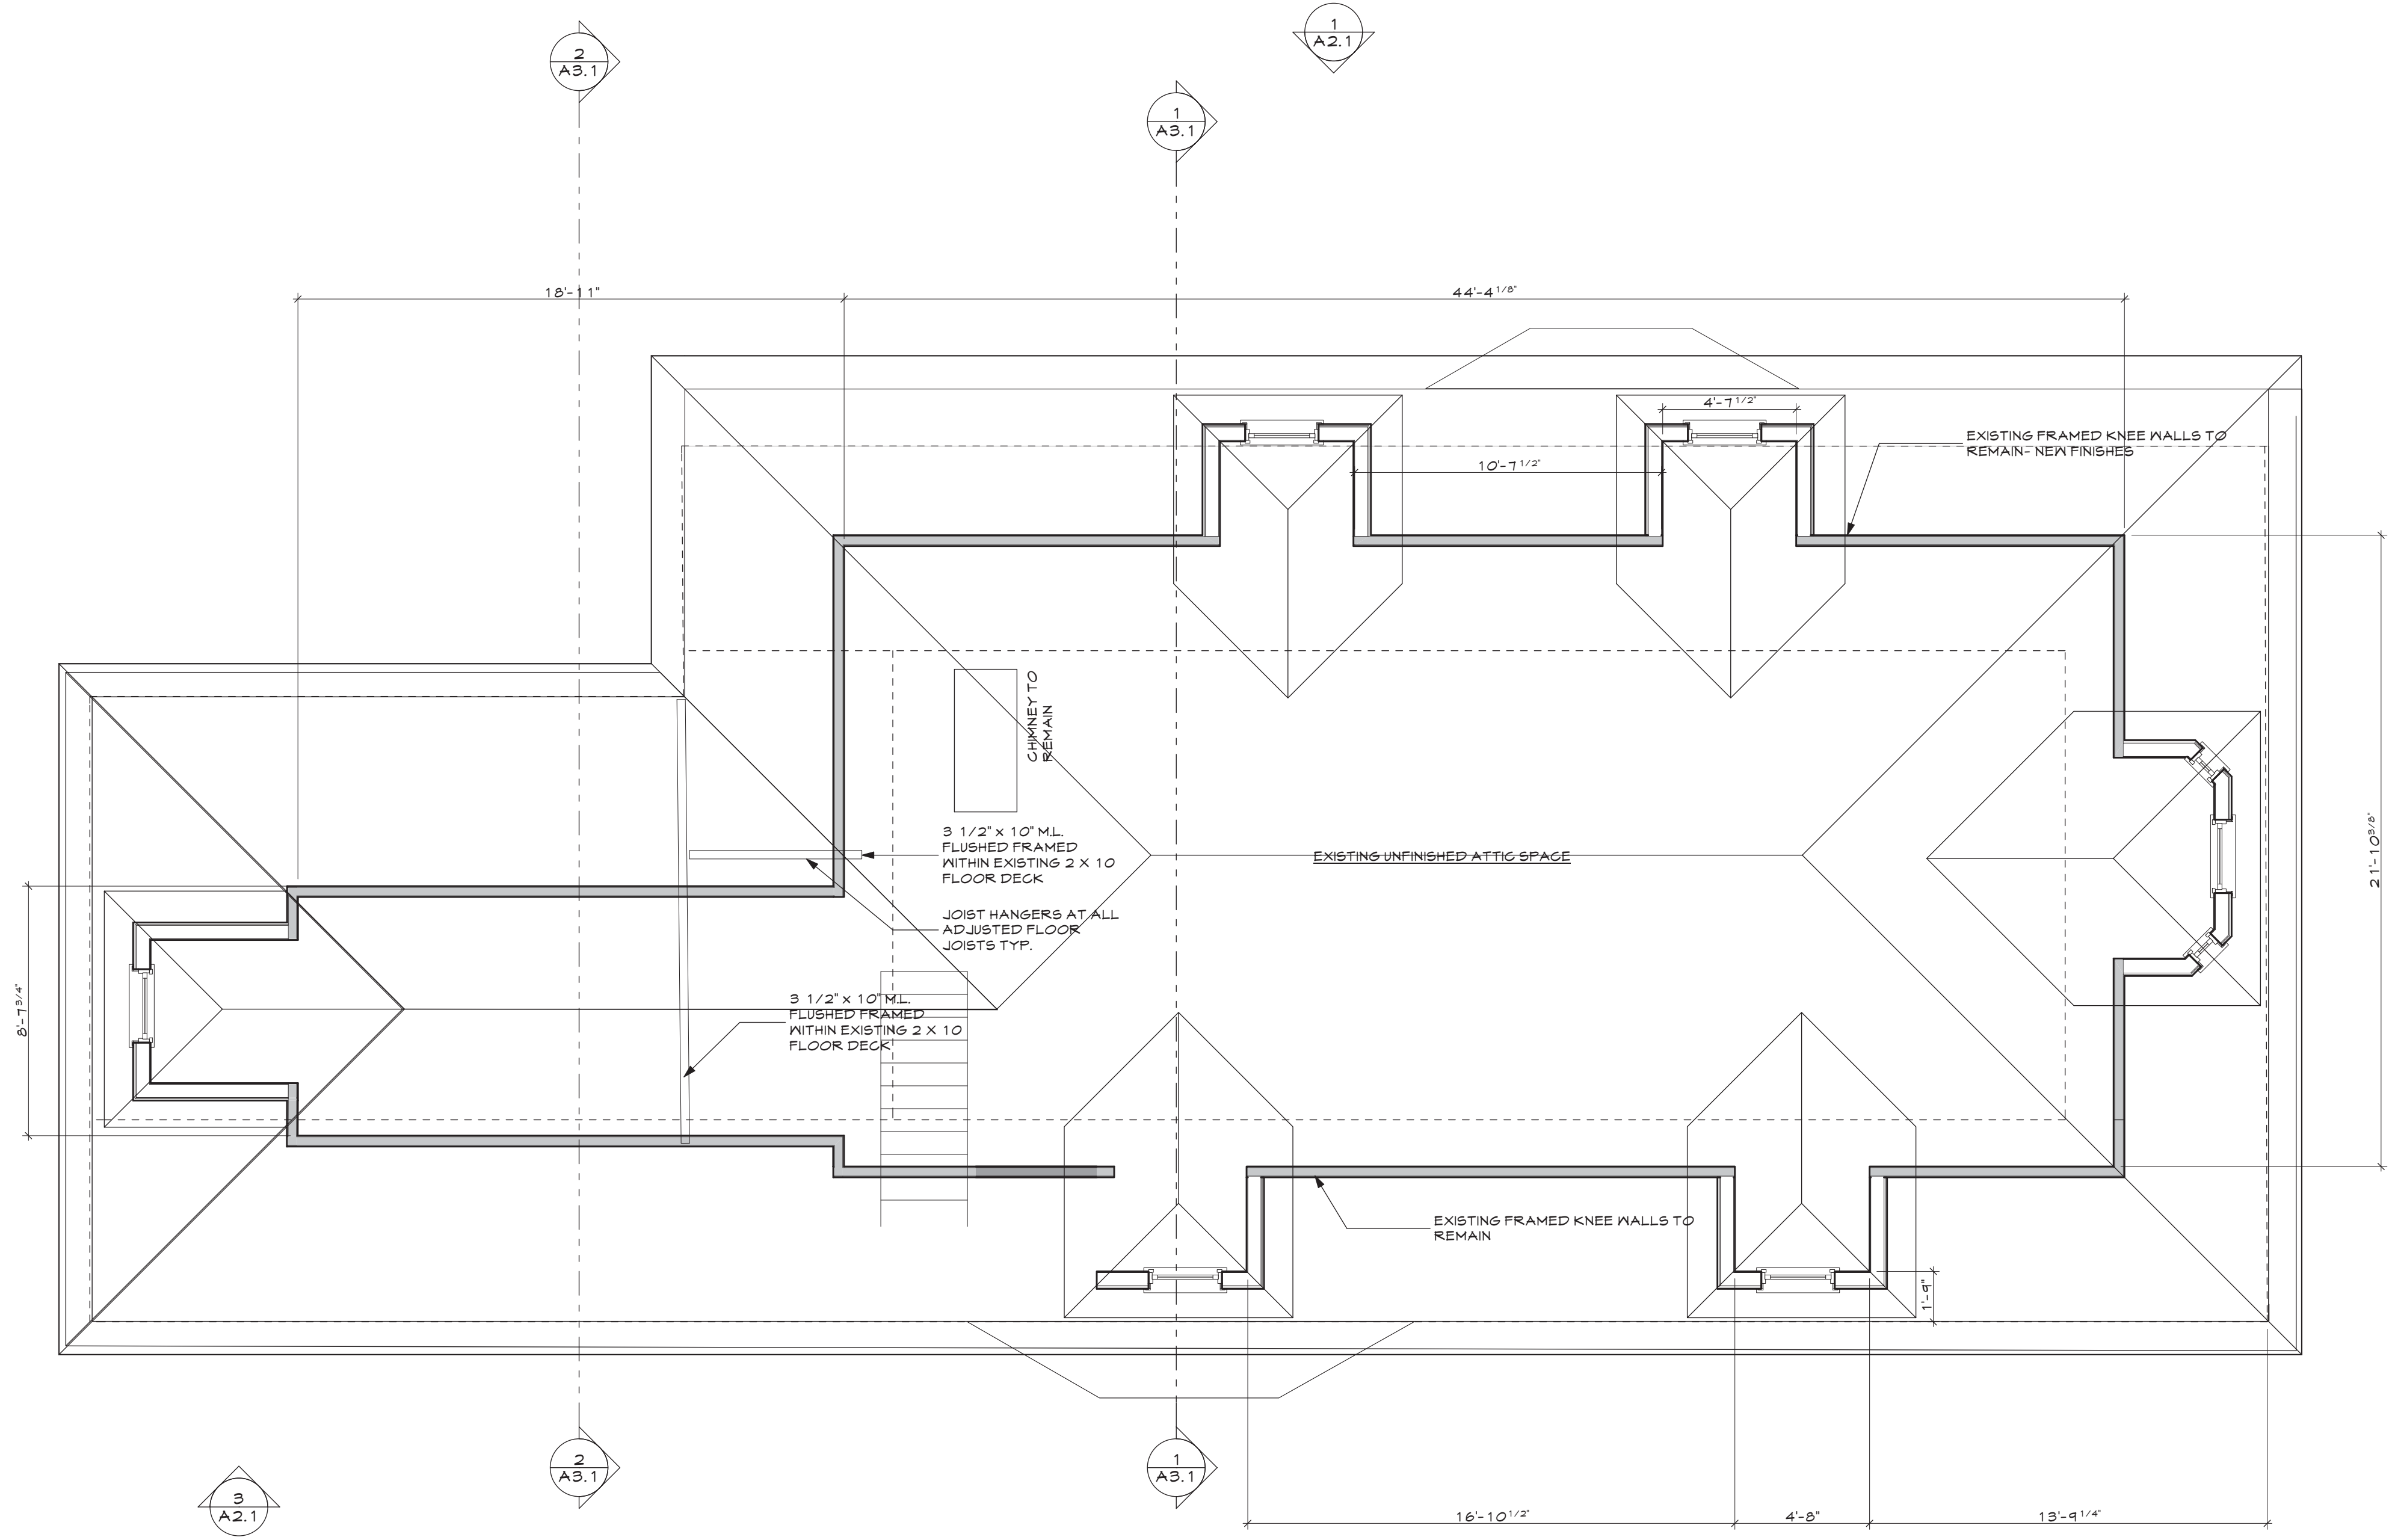 1
A2.1
2
A3.1
1
A3.1
18'-11"
44'-4 1/8"
4'-7 1/2"
10'-7 1/2"
EXISTING FRAMED KNEE WALLS TO
REMAIN- NEW FINISHES
CHIMNEY TO
REMAIN
3 1/2" x 10" M.L.
FLUSHED FRAMED
WITHIN EXISTING 2 X 10
FLOOR DECK
EXISTING UNFINISHED ATTIC SPACE
21'-10 3/8"
JOIST HANGERS AT ALL
ADJUSTED FLOOR
JOISTS TYP.
8'-7 3/4"
3 1/2" x 10" M.L.
FLUSHED FRAMED
WITHIN EXISTING 2 X 10
FLOOR DECK
EXISTING FRAMED KNEE WALLS TO
REMAIN
1'-9"
2
A3.1
1
A3.1
3
A2.1
16'-10 1/2"
4'-8"
13'-9 1/4"